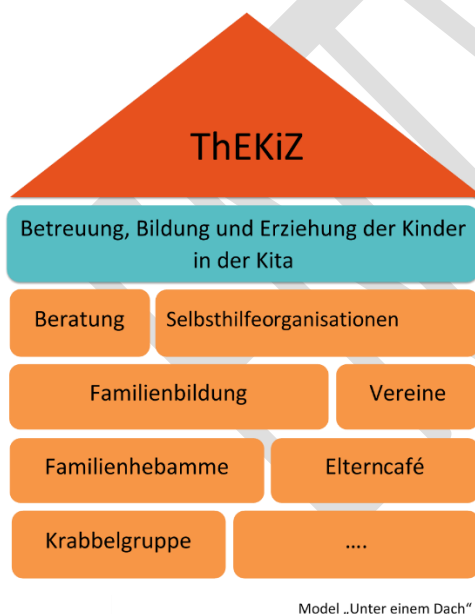 ThEKiZ
Betreuung, Bildung und Erziehung der Kinder
in der Kita
Beratung
Selbsthilfeorganisationen
Familienbildung
Vereine
Familienhebamme
Elterncafé
Krabbelgruppe
....
Model „Unter einem Dach“